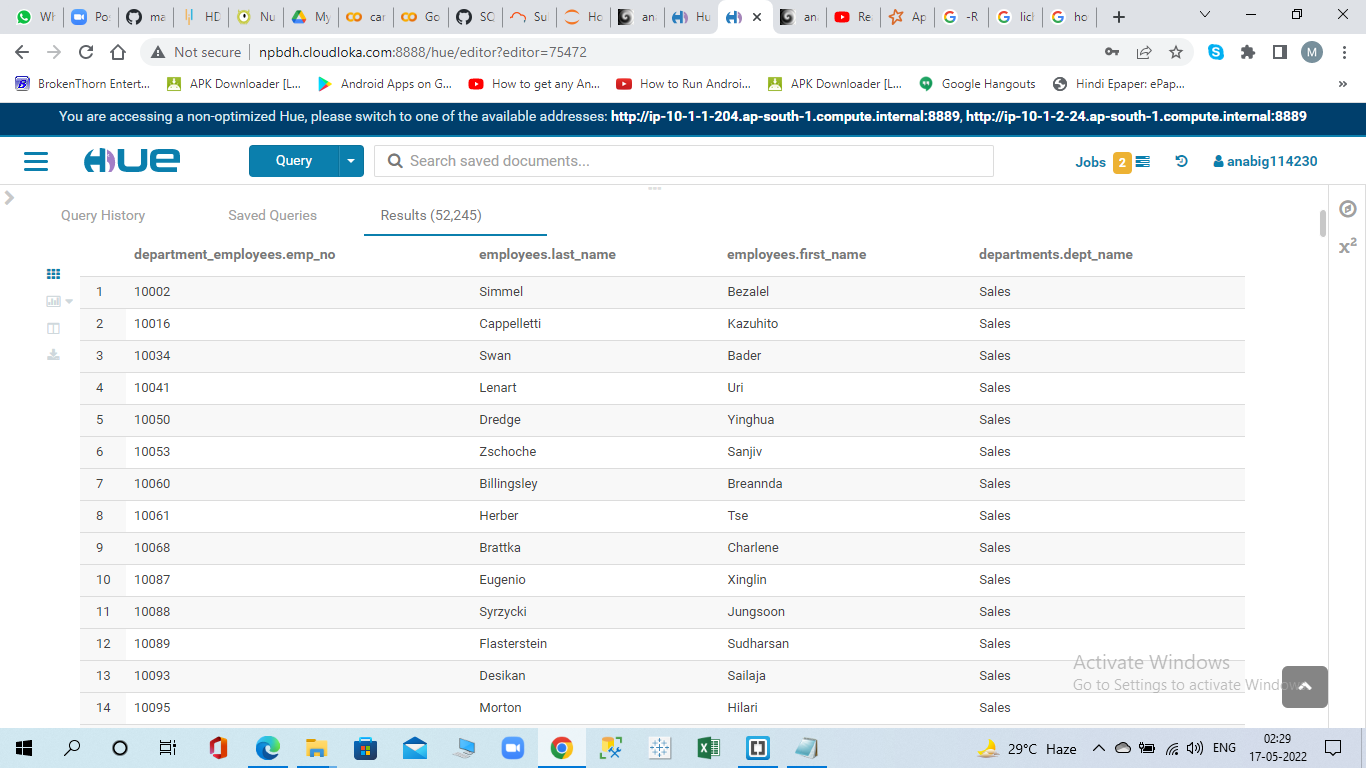 Wh Po: ma HD Nu My car Go SQ Su Ho an Hu an Re Ap -R lic ho
Not secure npbdh.cloudloka.com:8888/hue/editor?editor=75472 M
BrokenThorn Entert... APK Downloader [L... Android Apps on G... How to get any An... How to Run Androi... APK Downloader [L... Google Hangouts Hindi Epaper: ePap... »
You are accessing a non-optimized Hue, please switch to one of the available addresses: http://ip-10-1-1-204.ap-south-1.compute.internal:8889, http://ip-10-1-2-24.ap-south-1.compute.internal:8889
HUE Query Search saved documents... Jobs 2 anabig114230
Query History Saved Queries Results (52,245)
x²
department_employees.emp_no employees.last_name employees.first_name departments.dept_name
1 10002 Simmel Bezalel Sales
2 10016 Cappelletti Kazuhito Sales
3 10034 Swan Bader Sales
4 10041 Lenart Uri Sales
5 10050 Dredge Yinghua Sales
6 10053 Zschoche Sanjiv Sales
7 10060 Billingsley Breannda Sales
8 10061 Herber Tse Sales
9 10068 Brattka Charlene Sales
10 10087 Eugenio Xinglin Sales
11 10088 Syrzycki Jungsoon Sales
12 10089 Flasterstein Sudharsan Sales
13 10093 Desikan Sailaja Sales
14 10095 Morton Hilari Sales
Activate Windows
Go to Settings to activate Windows.
29°C Haze ENG 02:29
17-05-2022